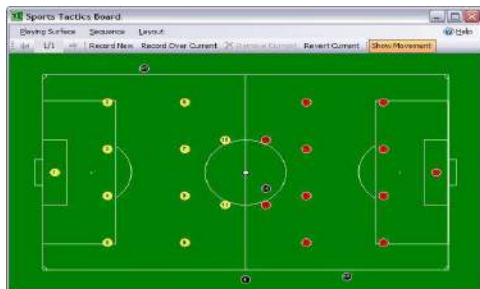 Sports Tactics Board
Playing Surface Sequence Layout Help
1/1 Record New Record Over Current Remove Current Revert Current Show Movement